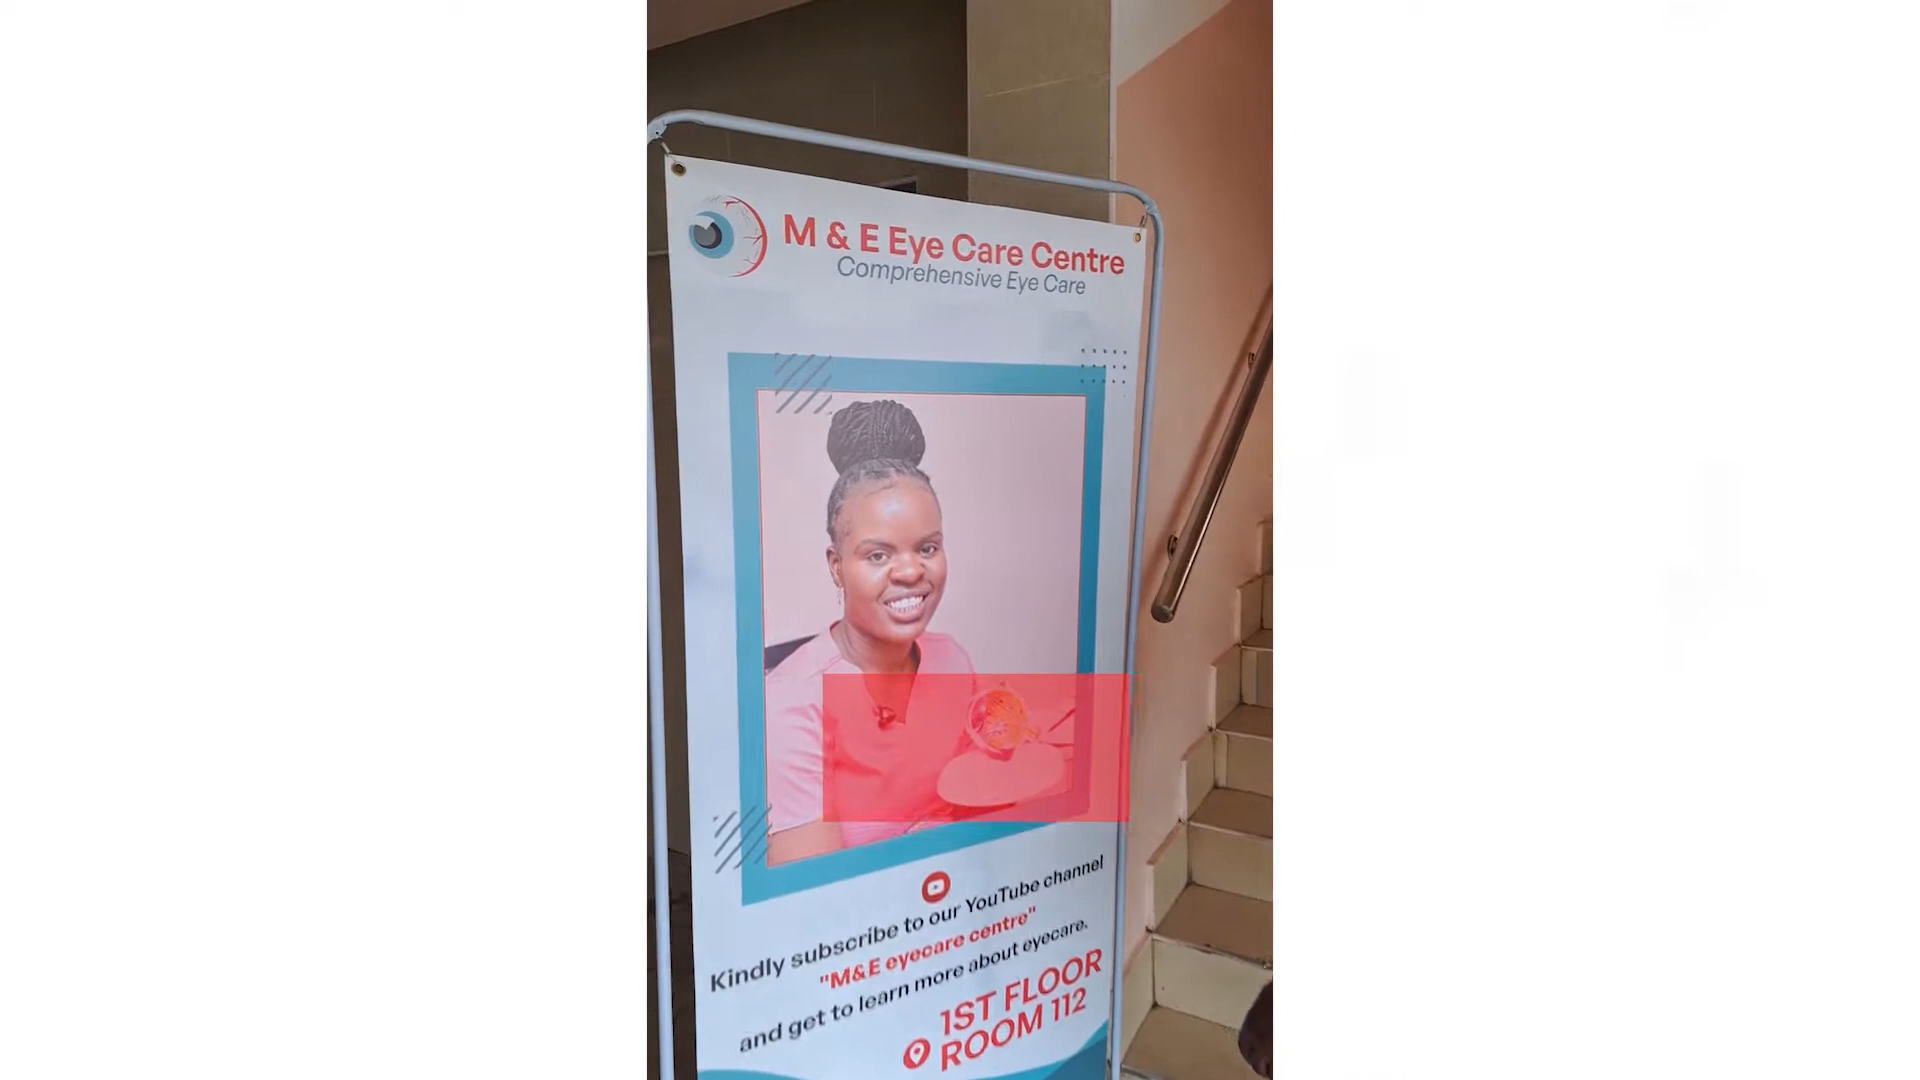 M & E Eye Care Centre
Comprehensive Eye Care
Kindly subscribe to our YouTube channel
"M&E eyecare centre"
and get to learn more about eyecare.
1ST FLOOR
ROOM 112